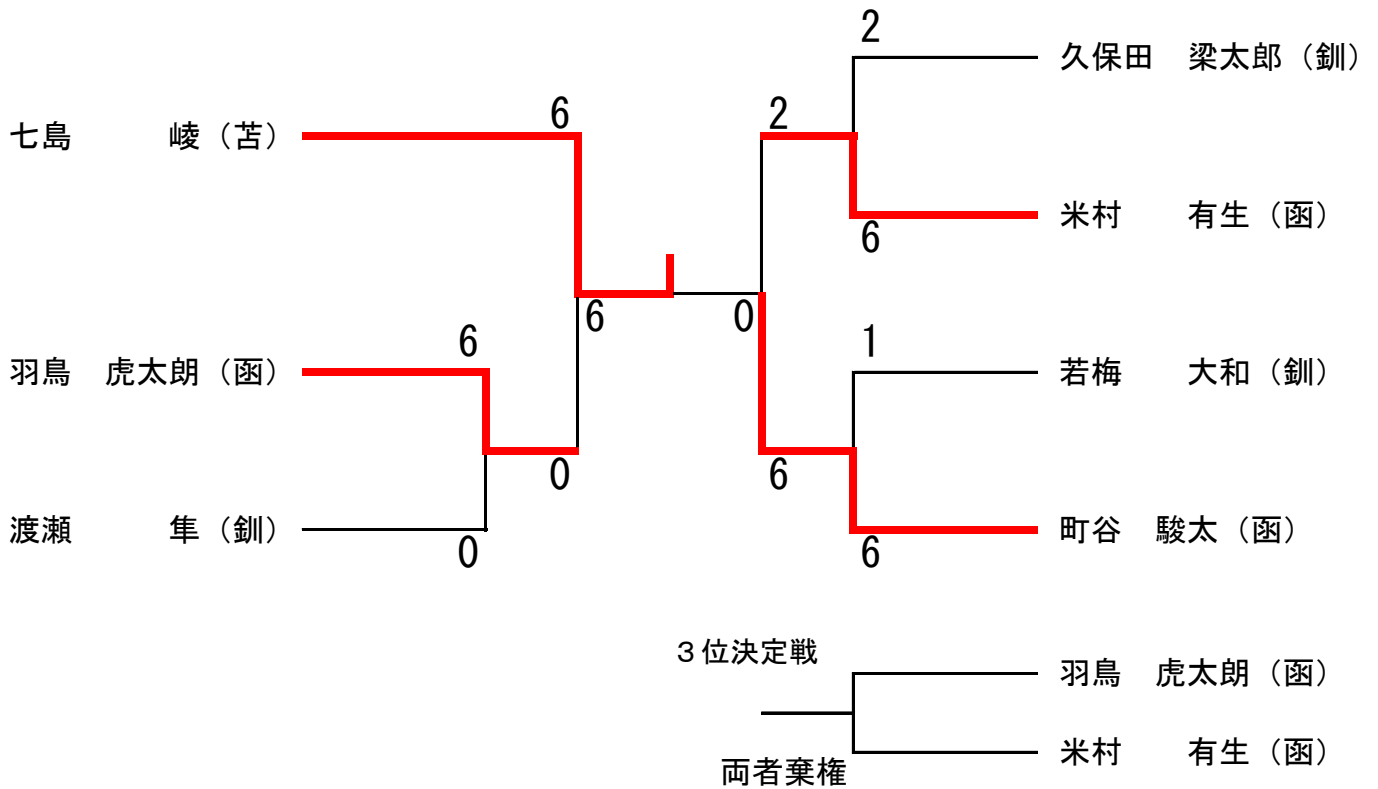 2
久保田 梁太郎（釧）
七島 崚（苫）
6
2
米村 有生（函）
6
6
0
羽鳥 虎太朗（函）
6
1
若梅 大和（釧）
0
6
渡瀬 隼（釧）
0
6
町谷 駿太（函）
３位決定戦
羽鳥 虎太朗（函）
米村 有生（函）
両者棄権